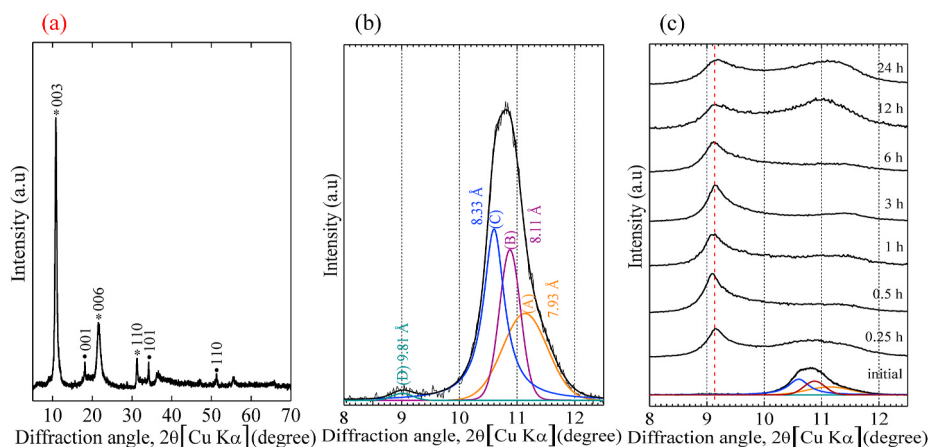 (a)
Intensity (a.u)
*003
001
*006
*110
101
110
10 20 30 40 50 60 70
Diffraction angle, 2θ[Cu Kα](degree)
(b)
Intensity (a.u)
(D) 9.81 Å
8.33 Å
(C)
(B)
8.11 Å
(A)
7.93 Å
8 9 10 11 12
Diffraction angle, 2θ[Cu Kα](degree)
(c)
Intensity (a.u)
24 h
12 h
6 h
3 h
1 h
0.5 h
0.25 h
initial
8 9 10 11 12
Diffraction angle, 2θ[Cu Kα](degree)